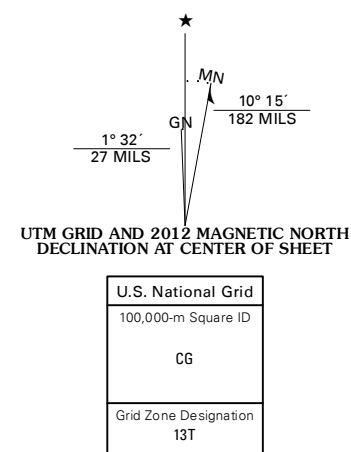 MN
GN
10° 15´
182 MILS
1° 32´
27 MILS
UTM GRID AND 2012 MAGNETIC NORTH
DECLINATION AT CENTER OF SHEET
U.S. National Grid
100,000-m Square ID
CG
Grid Zone Designation
13T